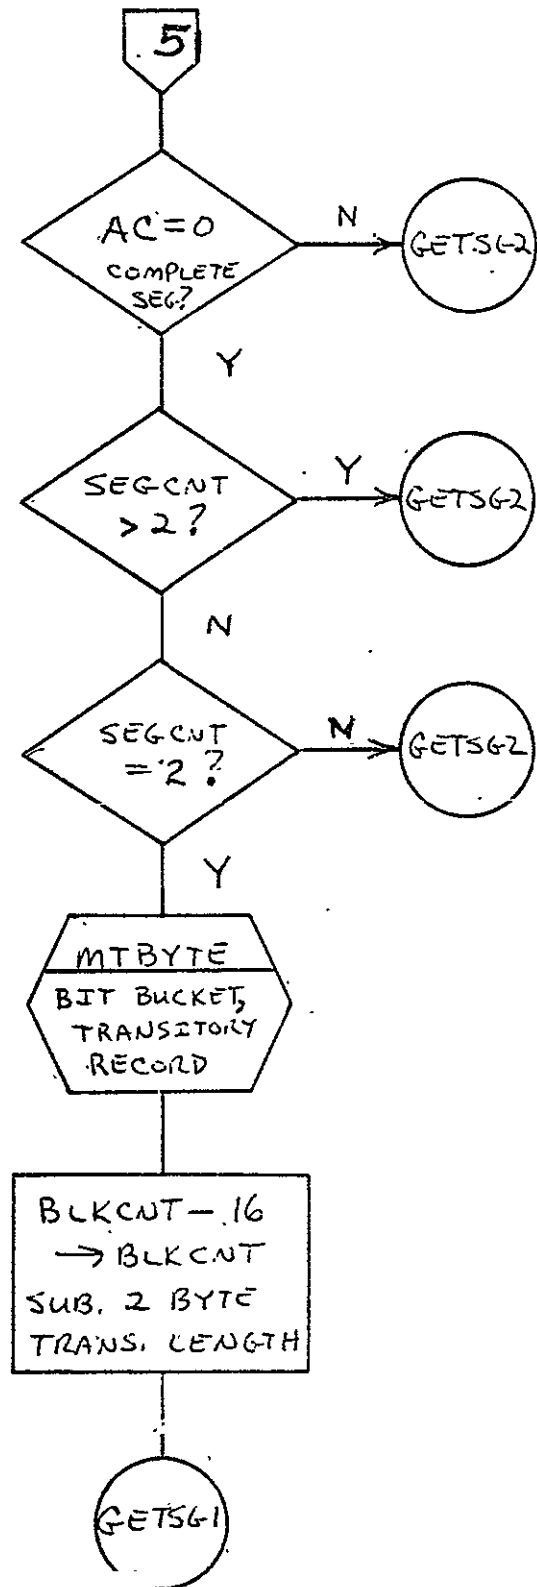 5
AC=0
COMPLETE
SEG?
N
GETSG2
Y
SEGCNT
> 2?
Y
GETSG2
N
SEGCNT
= 2?
N
GETSG2
Y
MTBYTE
BIT BUCKET,
TRANSITORY
RECORD
BLKCNT - 16
→ BLKCNT
SUB. 2 BYTE
TRANS. LENGTH
GETSG1